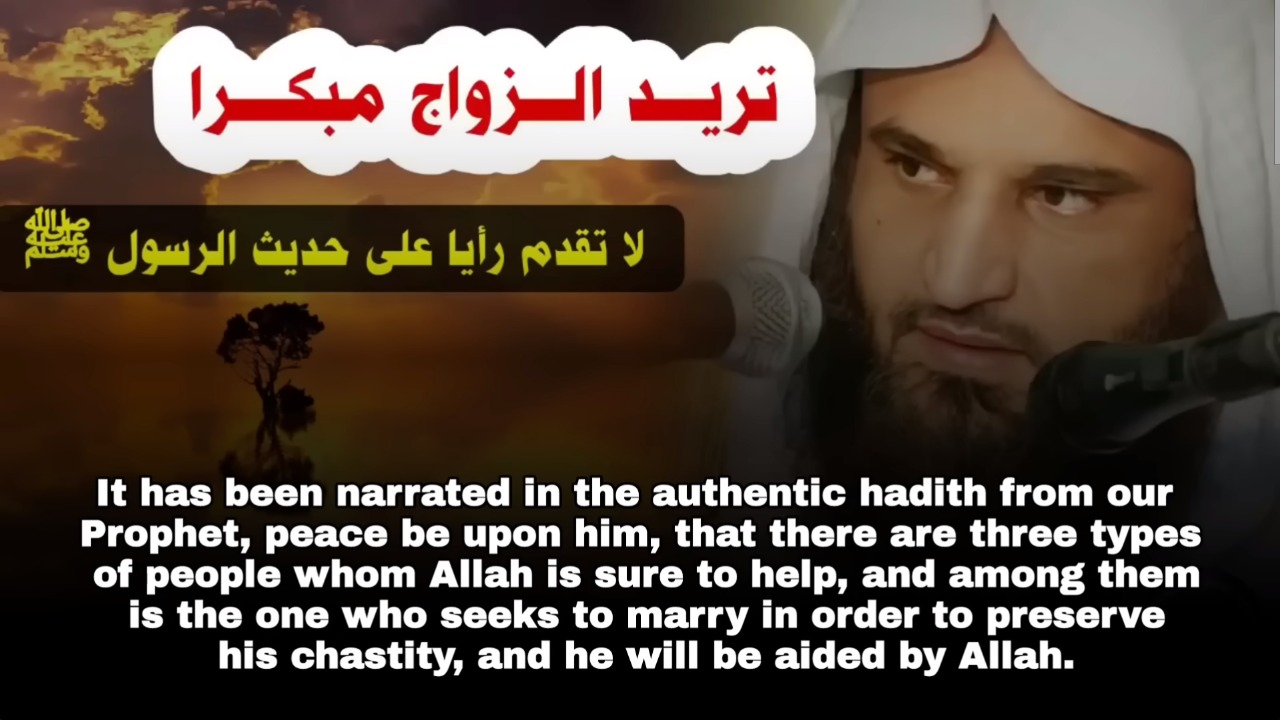 تريد الزواج مبكرا
لا تقدم رأيا على حديث الرسول ﷺ
It has been narrated in the authentic hadith from our
Prophet, peace be upon him, that there are three types
of people whom Allah is sure to help, and among them
is the one who seeks to marry in order to preserve
his chastity, and he will be aided by Allah.